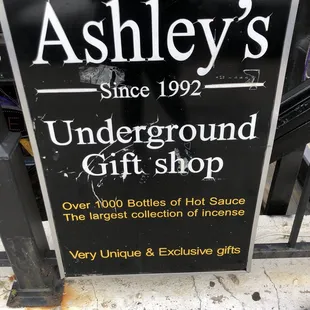 Ashley's
Since 1992
Underground
Gift shop
Over 1000 Bottles of Hot Sauce
The largest collection of incense
Very Unique & Exclusive gifts